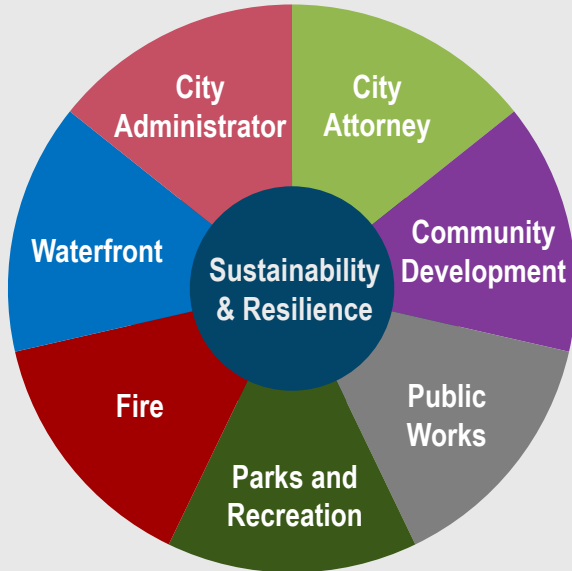 City
Administrator
City
Attorney
Community
Development
Public
Works
Parks and
Recreation
Fire
Waterfront
Sustainability
& Resilience